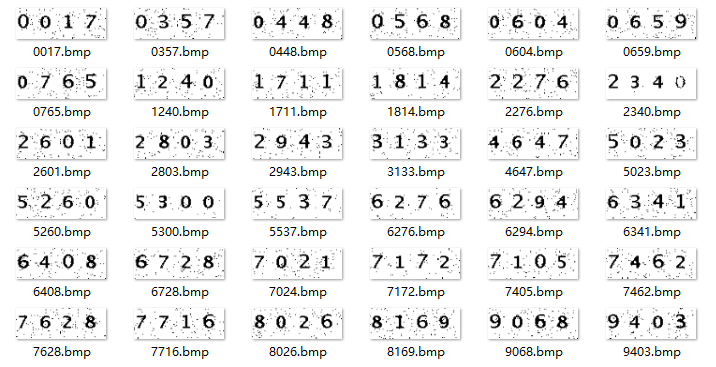 0017 0357 0448 0568 0604 0659
0017.bmp 0357.bmp 0448.bmp 0568.bmp 0604.bmp 0659.bmp
0765 1240 1711 1814 2276 2340
0765.bmp 1240.bmp 1711.bmp 1814.bmp 2276.bmp 2340.bmp
2601 2803 2943 3133 4647 5023
2601.bmp 2803.bmp 2943.bmp 3133.bmp 4647.bmp 5023.bmp
5260 5300 5537 6276 6294 6341
5260.bmp 5300.bmp 5537.bmp 6276.bmp 6294.bmp 6341.bmp
6408 6728 7021 7172 7105 7462
6408.bmp 6728.bmp 7024.bmp 7172.bmp 7405.bmp 7462.bmp
7628 7716 8026 8169 9068 9403
7628.bmp 7716.bmp 8026.bmp 8169.bmp 9068.bmp 9403.bmp